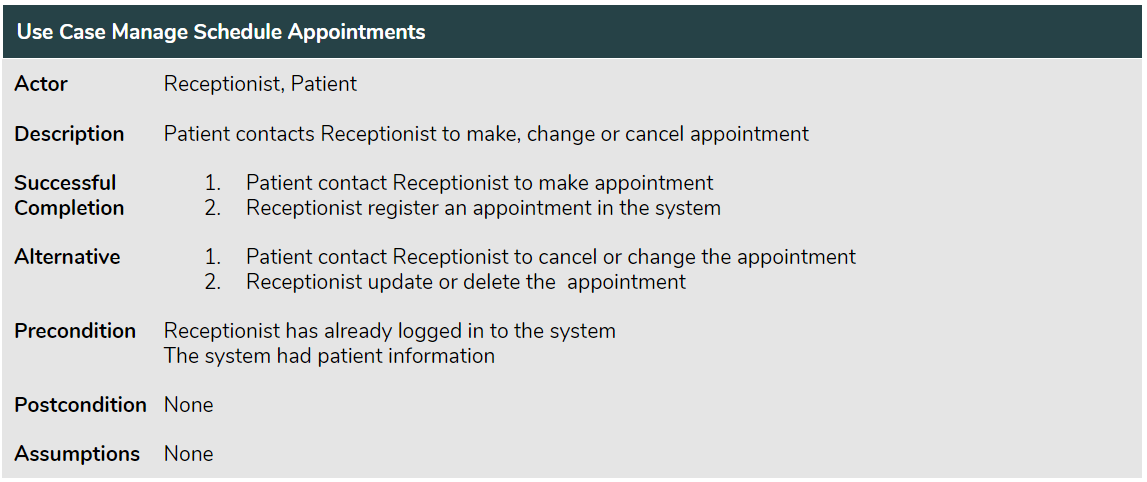 Use Case Manage Schedule Appointments
Actor Receptionist, Patient
Description Patient contacts Receptionist to make, change or cancel appointment
Successful Completion
1. Patient contact Receptionist to make appointment
2. Receptionist register an appointment in the system
Alternative
1. Patient contact Receptionist to cancel or change the appointment
2. Receptionist update or delete the appointment
Precondition Receptionist has already logged in to the system
The system had patient information
Postcondition None
Assumptions None